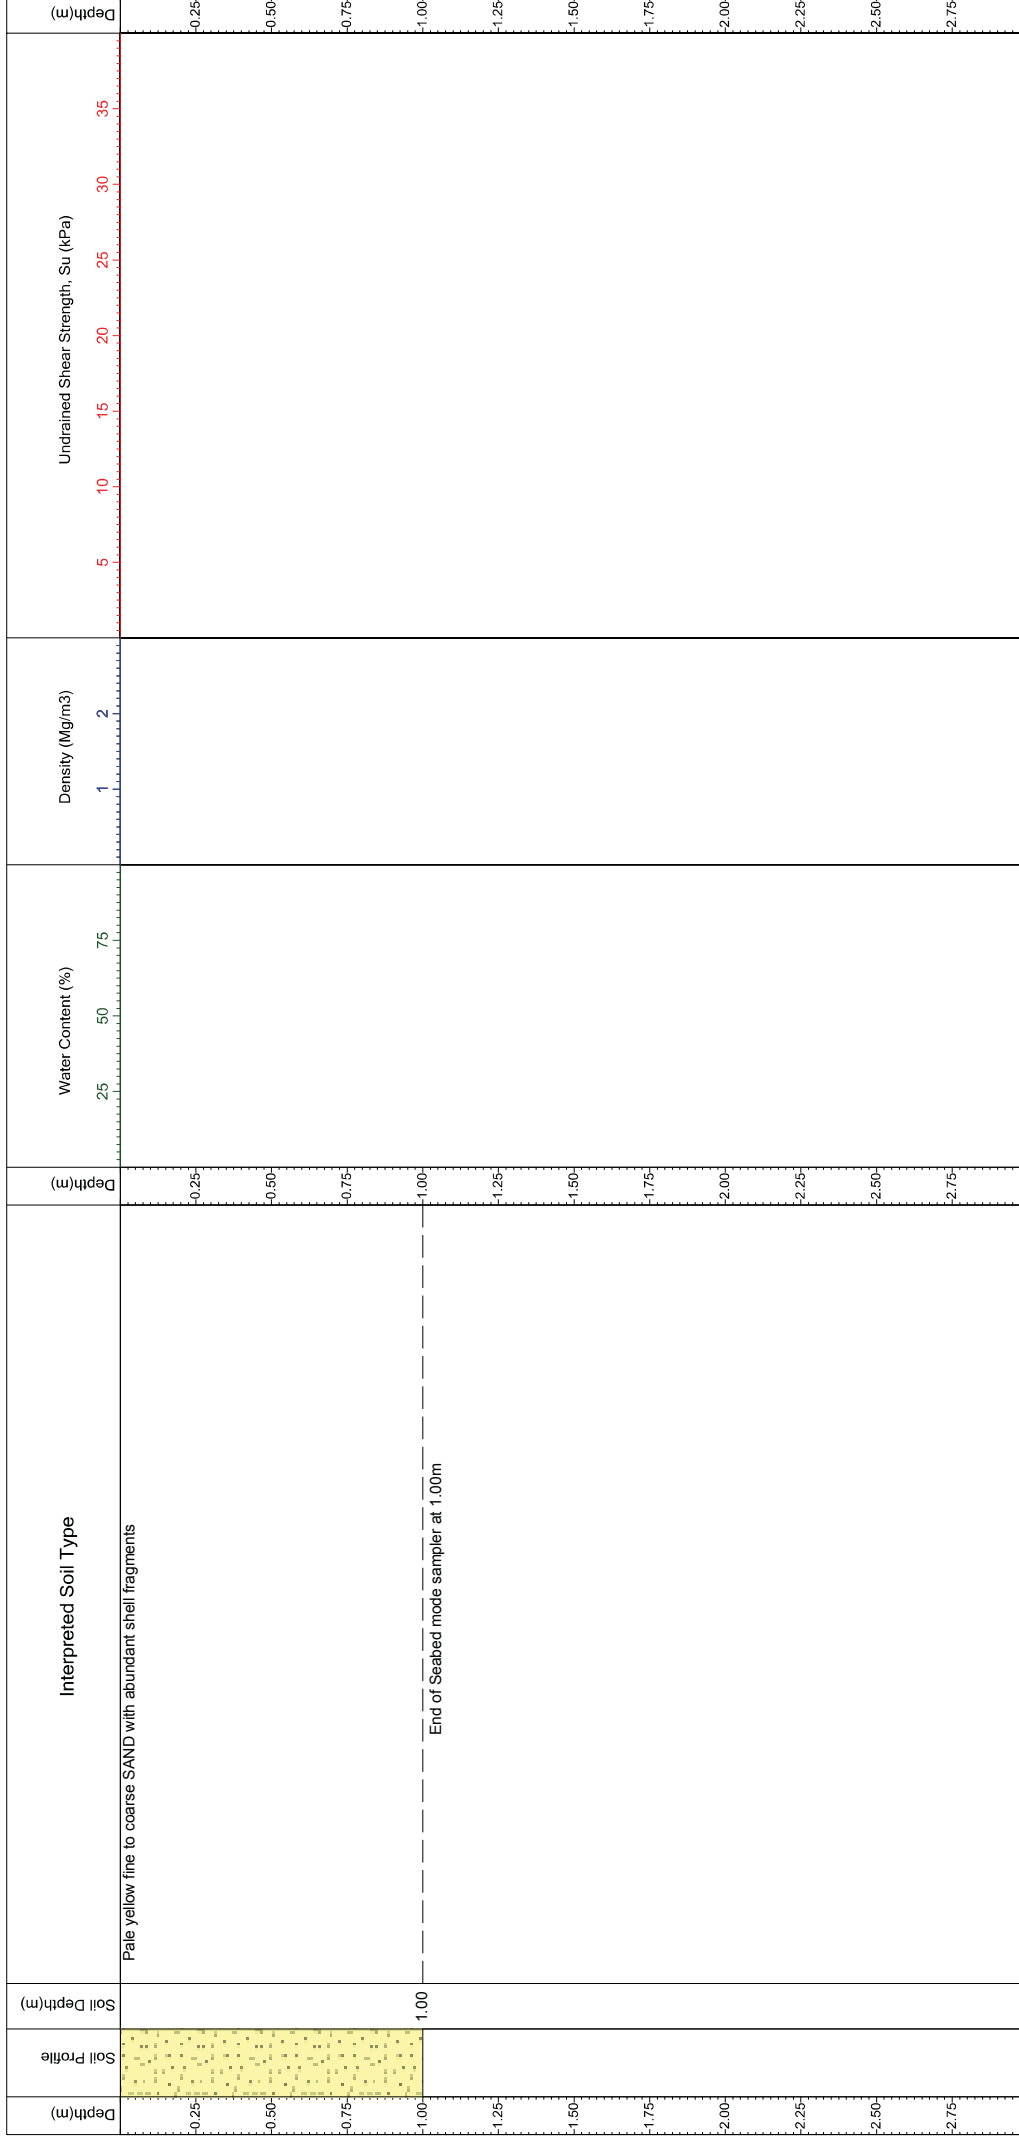 Depth(m)
Soil Profile
Soil Depth(m)
Interpreted Soil Type
Depth(m)
Water Content (%)
Density (Mg/m3)
Undrained Shear Strength, Su (kPa)
Depth(m)
25 50 75
1 2
5 10 15 20 25 30 35
Pale yellow fine to coarse SAND with abundant shell fragments
0.25 0.25 0.25
0.50 0.50 0.50
0.75 0.75 0.75
1.00 1.00 1.00 1.00
End of Seabed mode sampler at 1.00m
1.25 1.25 1.25
1.50 1.50 1.50
1.75 1.75 1.75
2.00 2.00 2.00
2.25 2.25 2.25
2.50 2.50 2.50
2.75 2.75 2.75